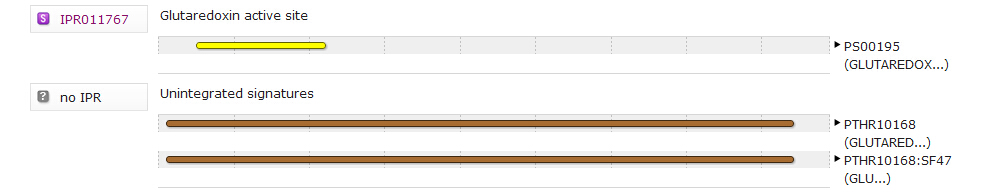 S IPR011767 Glutaredoxin active site
PS00195
(GLUTAREDOX...)
? no IPR Unintegrated signatures
PTHR10168
(GLUTARED...)
PTHR10168:SF47
(GLU...)